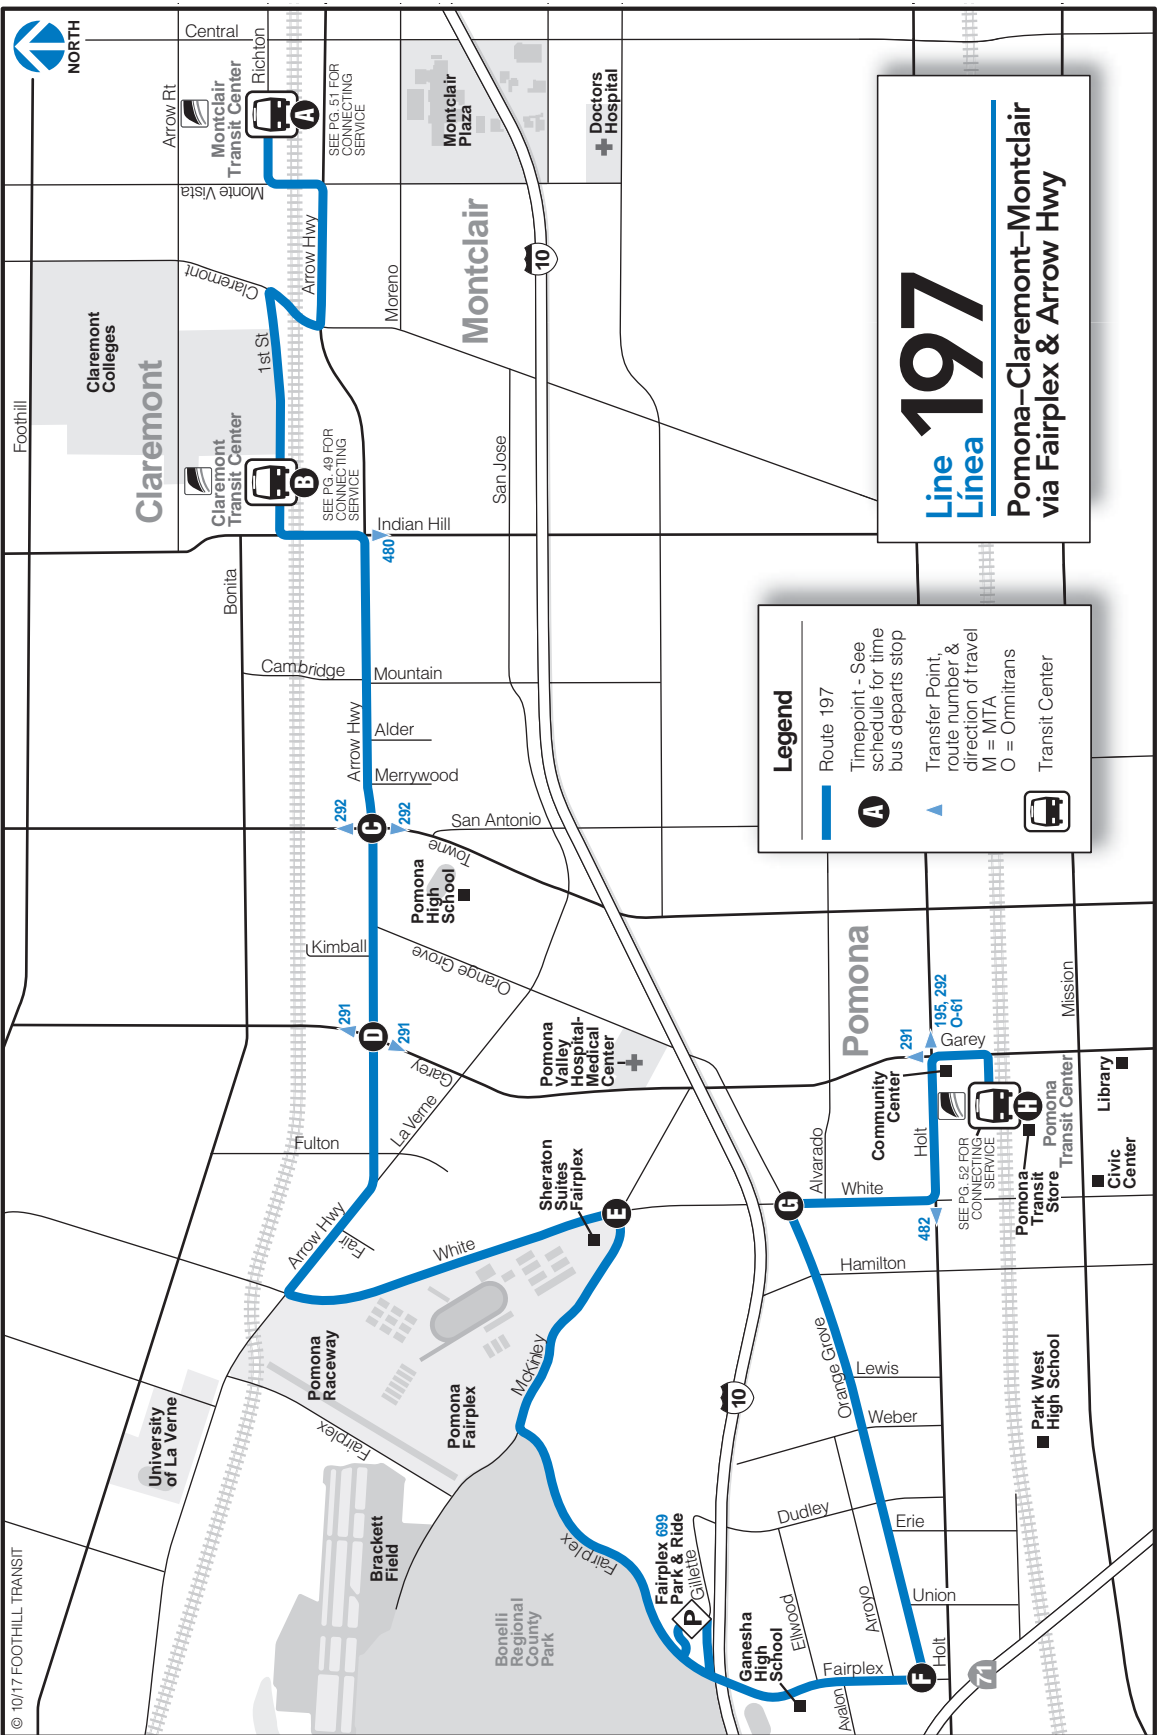 © 10/17 FOOTHILL TRANSIT
NORTH
Foothill
Central
Richton
Arrow Rt
Montclair
Transit Center
A
SEE PG. 51 FOR
CONNECTING
SERVICE
Montclair
Plaza
Doctors
Hospital
Monte Vista
Arrow Hwy
Claremont
Moreno
Montclair
10
Claremont
Colleges
Claremont
1st St
Claremont
Transit Center
B
SEE PG. 49 FOR
CONNECTING
SERVICE
San Jose
Indian Hill
480
Bonita
Cambridge
Mountain
Arrow Hwy
Alder
Merrywood
292
C
292
San Antonio
Towne
Pomona
High
School
Kimball
Orange Grove
291
D
291
Garey
La Verne
Fulton
Pomona
Valley
Hospital-
Medical
Center
Sheraton
Suites
Fairplex
E
Arrow Hwy
Fair
White
Pomona
Raceway
Pomona
Fairplex
McKinley
Fairplex
University
of La Verne
Brackett
Field
Bonelli
Regional
County
Park
Fairplex
Fairplex 699
Park & Ride
P
Gillette
Ganesha
High
School
Dudley
Ellwood
Arroyo
Avalon
Fairplex
F
Holt
71
Union
Erie
Weber
Lewis
Orange Grove
Hamilton
10
G
Alvarado
White
482
Holt
Community
Center
Pomona
291
195, 292
O-61
Garey
Mission
SEE PG. 52 FOR
CONNECTING
SERVICE
H
Pomona
Transit Center
Pomona
Transit
Store
Library
Civic
Center
Park West
High School
Legend
Route 197
A
Timepoint - See
schedule for time
bus departs stop
Transfer Point,
route number &
direction of travel
M = MTA
O = Omnitrans
Transit Center
Line
Línea
197
Pomona–Claremont–Montclair
via Fairplex & Arrow Hwy